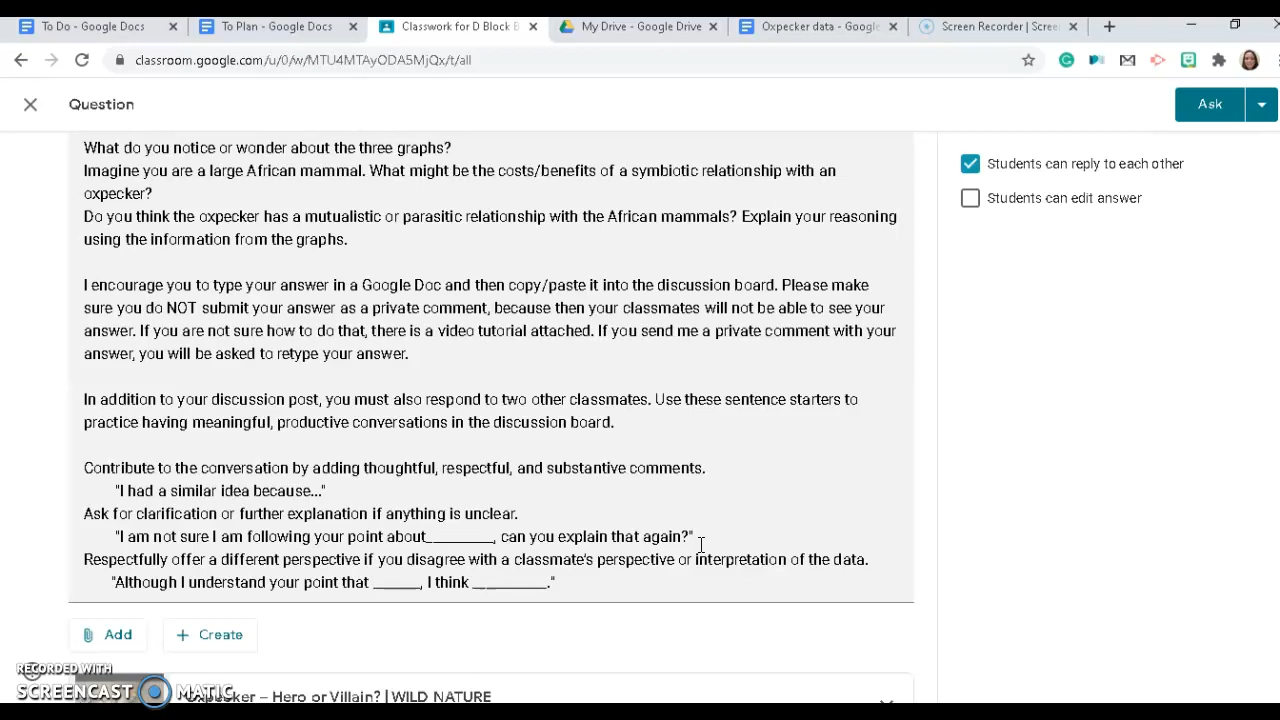 To Do - Google Docs
To Plan - Google Docs
Classwork for D Block B
My Drive - Google Drive
Oxpecker data - Google
Screen Recorder | Scree
classroom.google.com/u/0/w/MTU4MTAyODA5MjQx/t/all
Question
Ask
What do you notice or wonder about the three graphs?
Imagine you are a large African mammal. What might be the costs/benefits of a symbiotic relationship with an
oxpecker?
Do you think the oxpecker has a mutualistic or parasitic relationship with the African mammals? Explain your reasoning
using the information from the graphs.
I encourage you to type your answer in a Google Doc and then copy/paste it into the discussion board. Please make
sure you do NOT submit your answer as a private comment, because then your classmates will not be able to see your
answer. If you are not sure how to do that, there is a video tutorial attached. If you send me a private comment with your
answer, you will be asked to retype your answer.
In addition to your discussion post, you must also respond to two other classmates. Use these sentence starters to
practice having meaningful, productive conversations in the discussion board.
Contribute to the conversation by adding thoughtful, respectful, and substantive comments.
"I had a similar idea because..."
Ask for clarification or further explanation if anything is unclear.
"I am not sure I am following your point about_________, can you explain that again?"
Respectfully offer a different perspective if you disagree with a classmate's perspective or interpretation of the data.
"Although I understand your point that ______, I think __________."
Students can reply to each other
Students can edit answer
Add
Create
Oxpecker – Hero or Villain? | WILD NATURE
RECORDED WITH
SCREENCAST MATIC